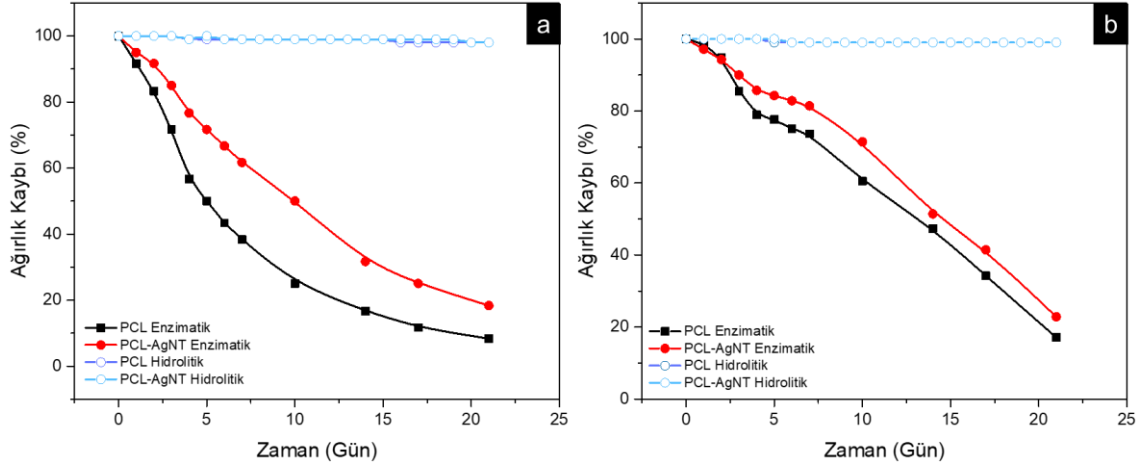 a
100
80
60
40
20
0
Ağırlık Kaybı (%)
PCL Enzimatik
PCL-AgNT Enzimatik
PCL Hidrolitik
PCL-AgNT Hidrolitik
0 5 10 15 20 25
Zaman (Gün)
b
100
80
60
40
20
0
Ağırlık Kaybı (%)
PCL Enzimatik
PCL-AgNT Enzimatik
PCL Hidrolitik
PCL-AgNT Hidrolitik
0 5 10 15 20 25
Zaman (Gün)